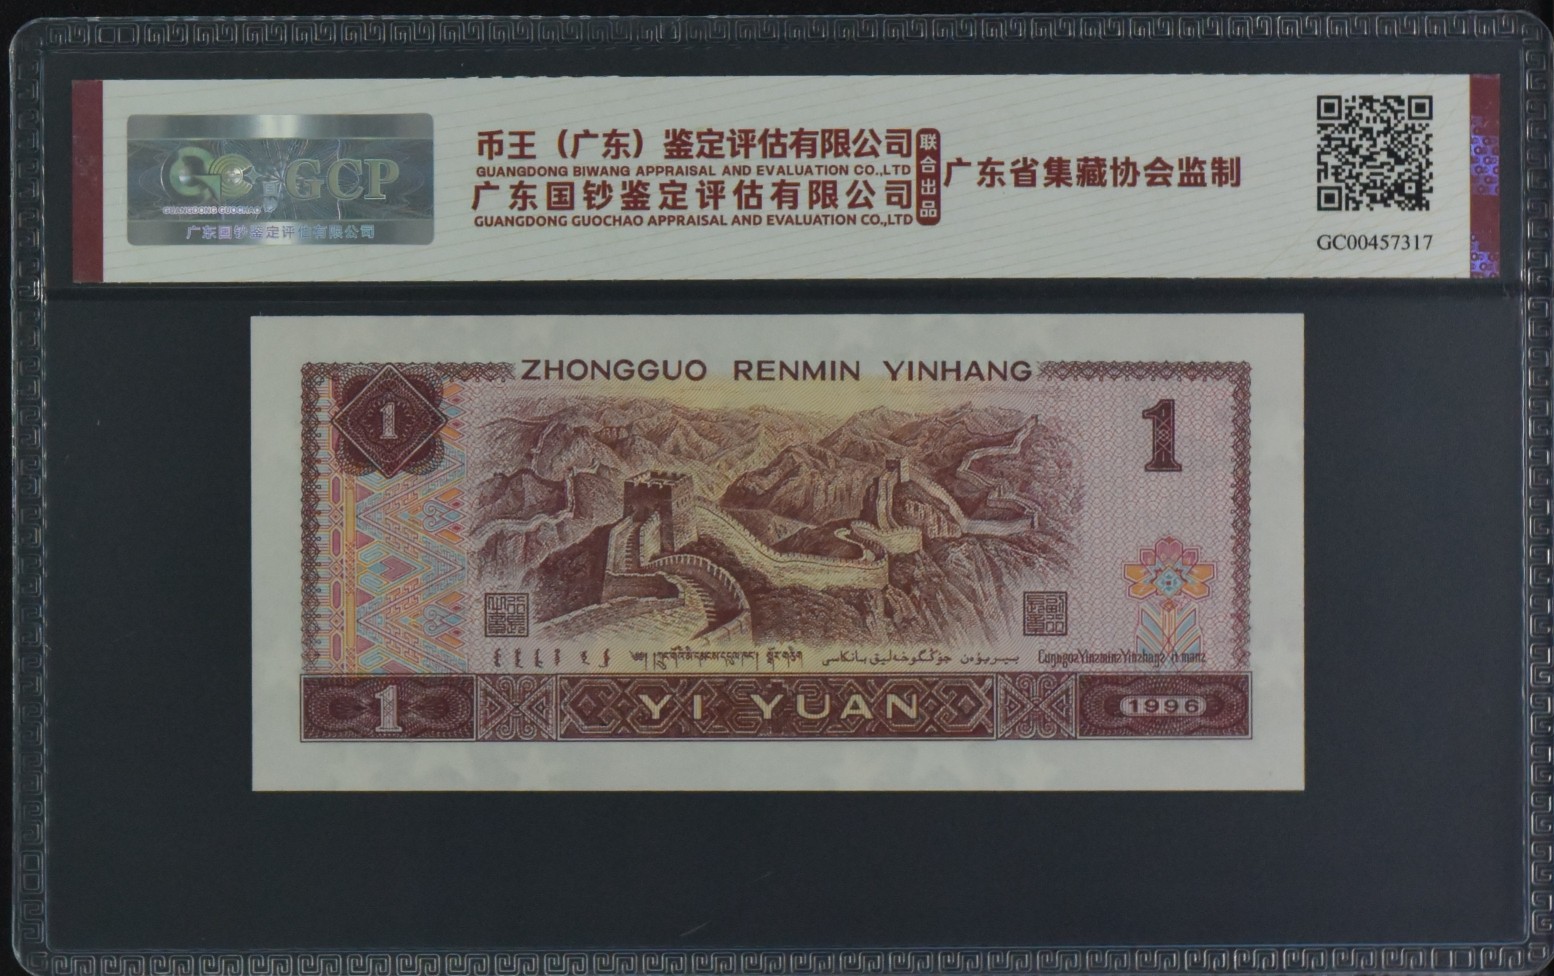 GCP
GUANGDONG GUOCHAO
广东国钞鉴定评估有限公司
币王（广东）鉴定评估有限公司
GUANGDONG BIWANG APPRAISAL AND EVALUATION CO.,LTD
广东国钞鉴定评估有限公司
GUANGDONG GUOCHAO APPRAISAL AND EVALUATION CO.,LTD
联合出品
广东省集藏协会监制
GC00457317
ZHONGGUO RENMIN YINHANG
1
1
1
YI YUAN
1996